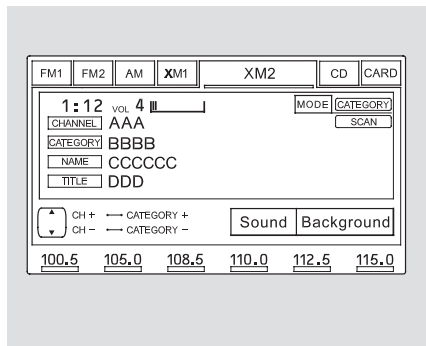 FM1 FM2 AM XM1 XM2 CD CARD
1:12 VOL 4 MODE CATEGORY
CHANNEL AAA SCAN
CATEGORY BBBB
NAME CCCCCC
TITLE DDD
CH + ↔ CATEGORY + Sound Background
CH − ↔ CATEGORY −
100.5 105.0 108.5 110.0 112.5 115.0